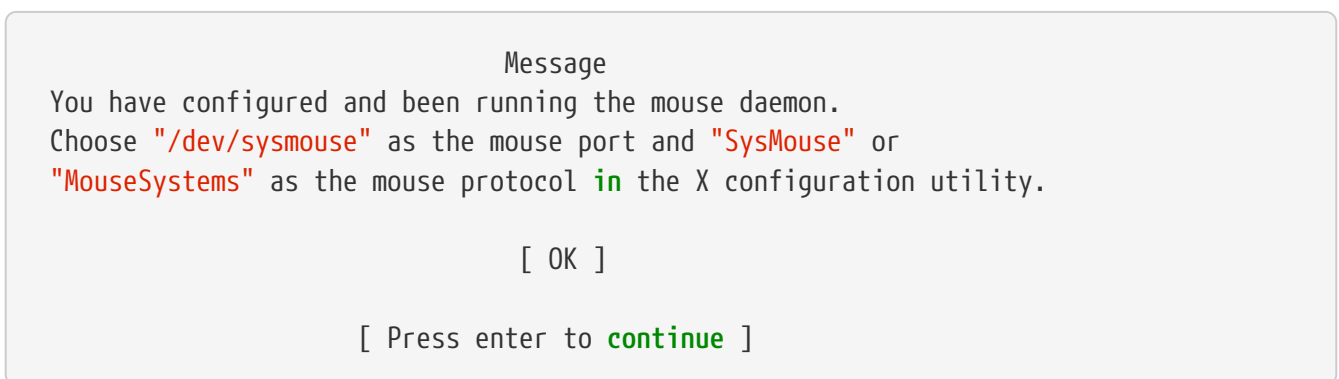 Message
You have configured and been running the mouse daemon.
Choose "/dev/sysmouse" as the mouse port and "SysMouse" or
"MouseSystems" as the mouse protocol in the X configuration utility.
[ OK ]
[ Press enter to continue ]